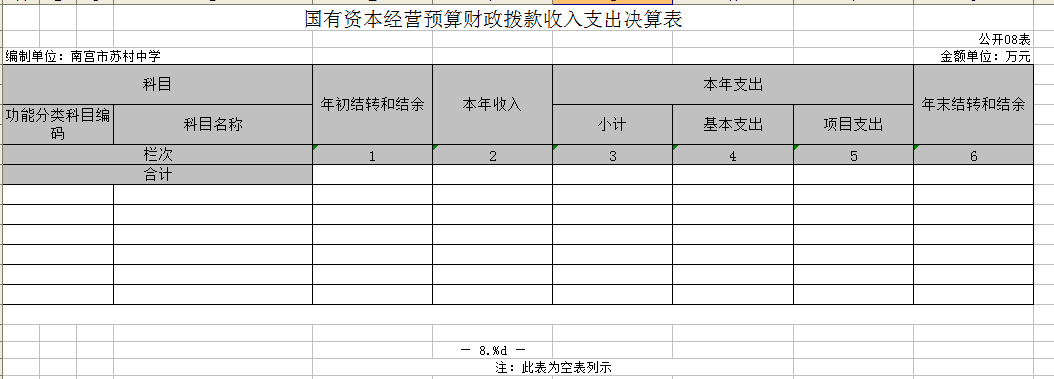 国有资本经营预算财政拨款收入支出决算表
公开08表
编制单位：南宫市苏村中学 金额单位：万元
科目 年初结转和结余 本年收入 本年支出 年末结转和结余
功能分类科目编
码 科目名称 小计 基本支出 项目支出
栏次 1 2 3 4 5 6
合计
— 8.%d —
注：此表为空表列示